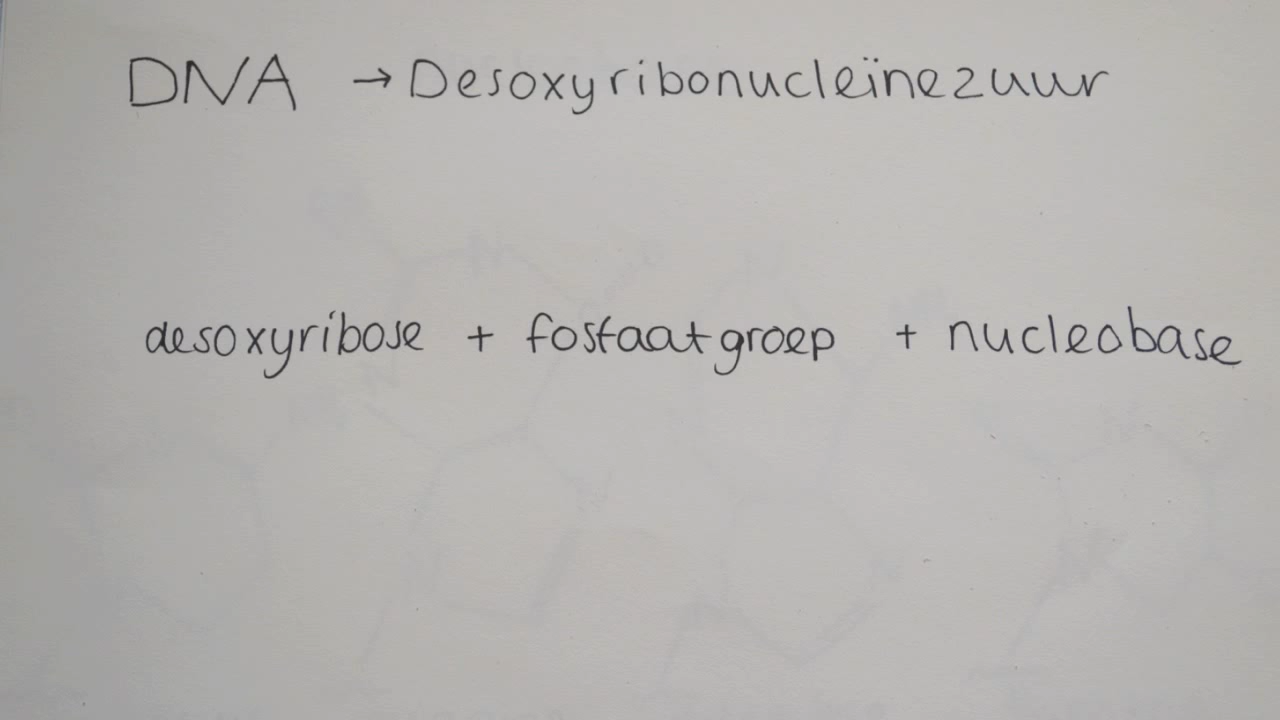 DNA → Desoxyribonucleïnezuur
desoxyribose + fosfaatgroep + nucleobase